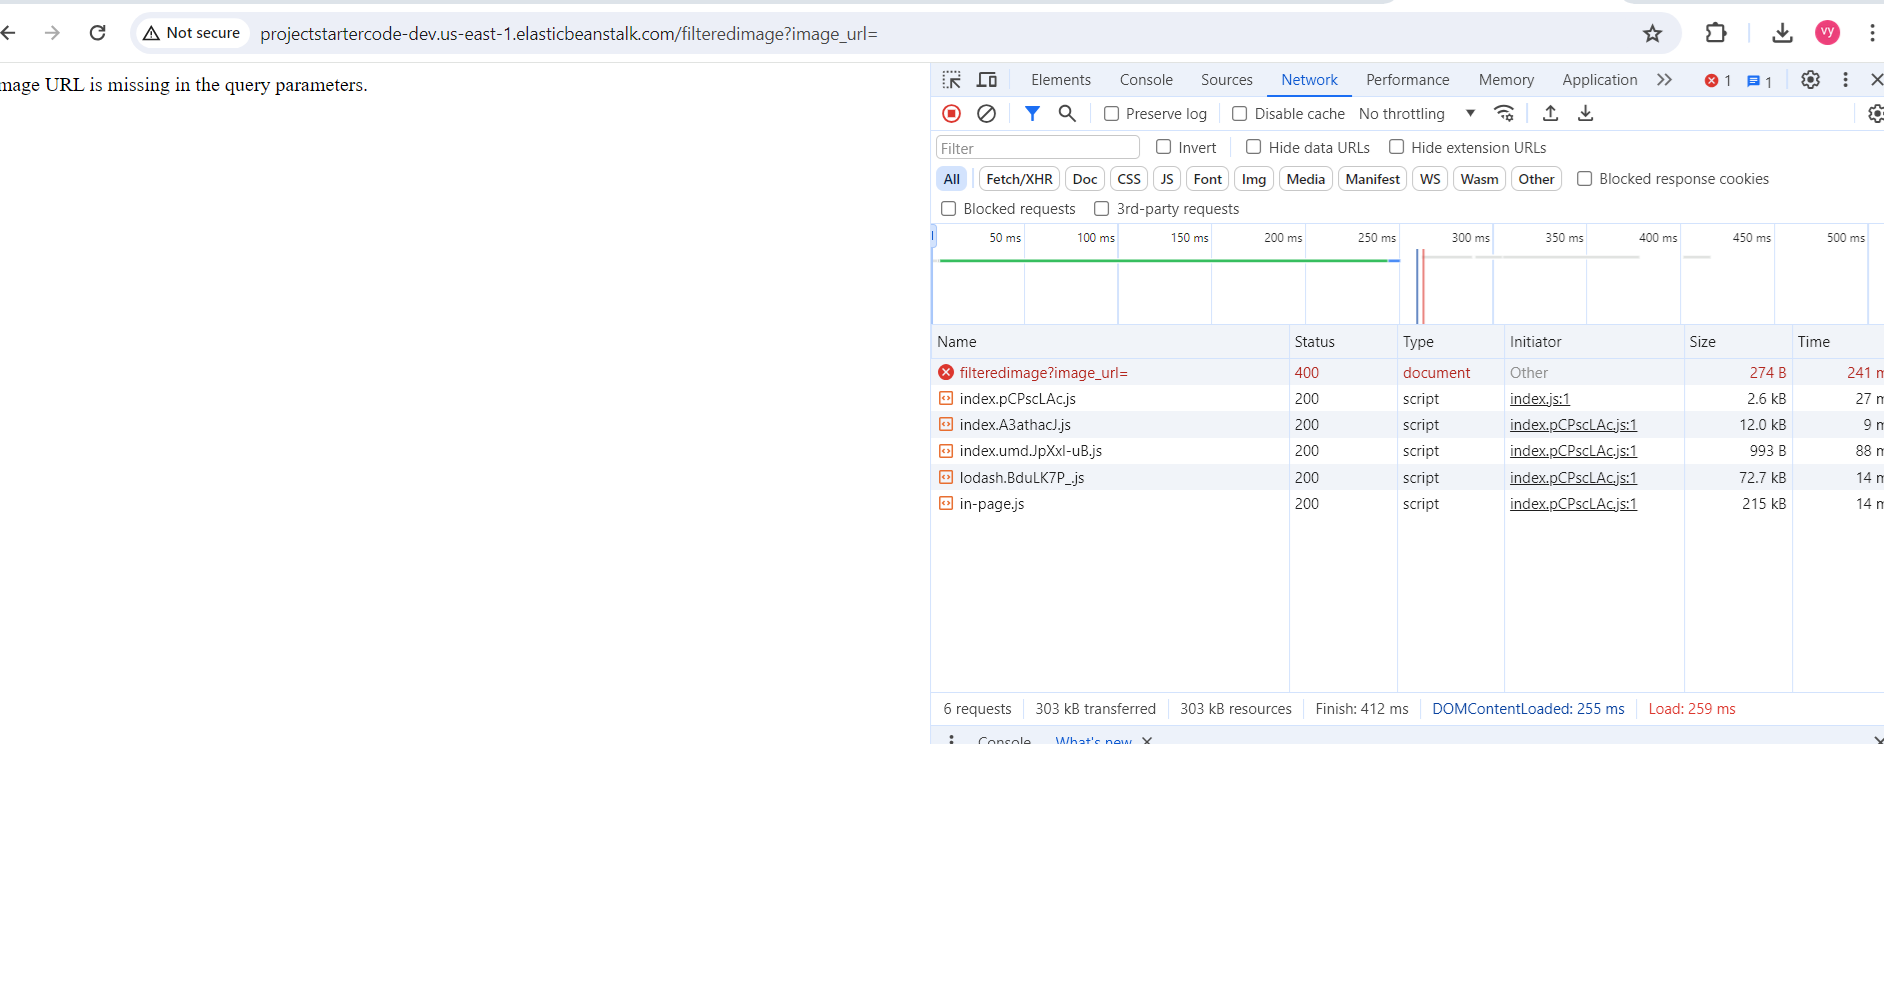 Not secure projectstartercode-dev.us-east-1.elasticbeanstalk.com/filteredimage?image_url= vy
mage URL is missing in the query parameters.
Elements Console Sources Network Performance Memory Application 1 1
Preserve log Disable cache No throttling
Filter Invert Hide data URLs Hide extension URLs
All Fetch/XHR Doc CSS JS Font Img Media Manifest WS Wasm Other Blocked response cookies
Blocked requests 3rd-party requests
50 ms 100 ms 150 ms 200 ms 250 ms 300 ms 350 ms 400 ms 450 ms 500 ms
Name Status Type Initiator Size Time
filteredimage?image_url= 400 document Other 274 B 241 m
index.pCPscLAc.js 200 script index.js:1 2.6 kB 27 m
index.A3athacJ.js 200 script index.pCPscLAc.js:1 12.0 kB 9 m
index.umd.JpXxI-uB.js 200 script index.pCPscLAc.js:1 993 B 88 m
lodash.BduLK7P_.js 200 script index.pCPscLAc.js:1 72.7 kB 14 m
in-page.js 200 script index.pCPscLAc.js:1 215 kB 14 m
6 requests 303 kB transferred 303 kB resources Finish: 412 ms DOMContentLoaded: 255 ms Load: 259 ms
Console What's new